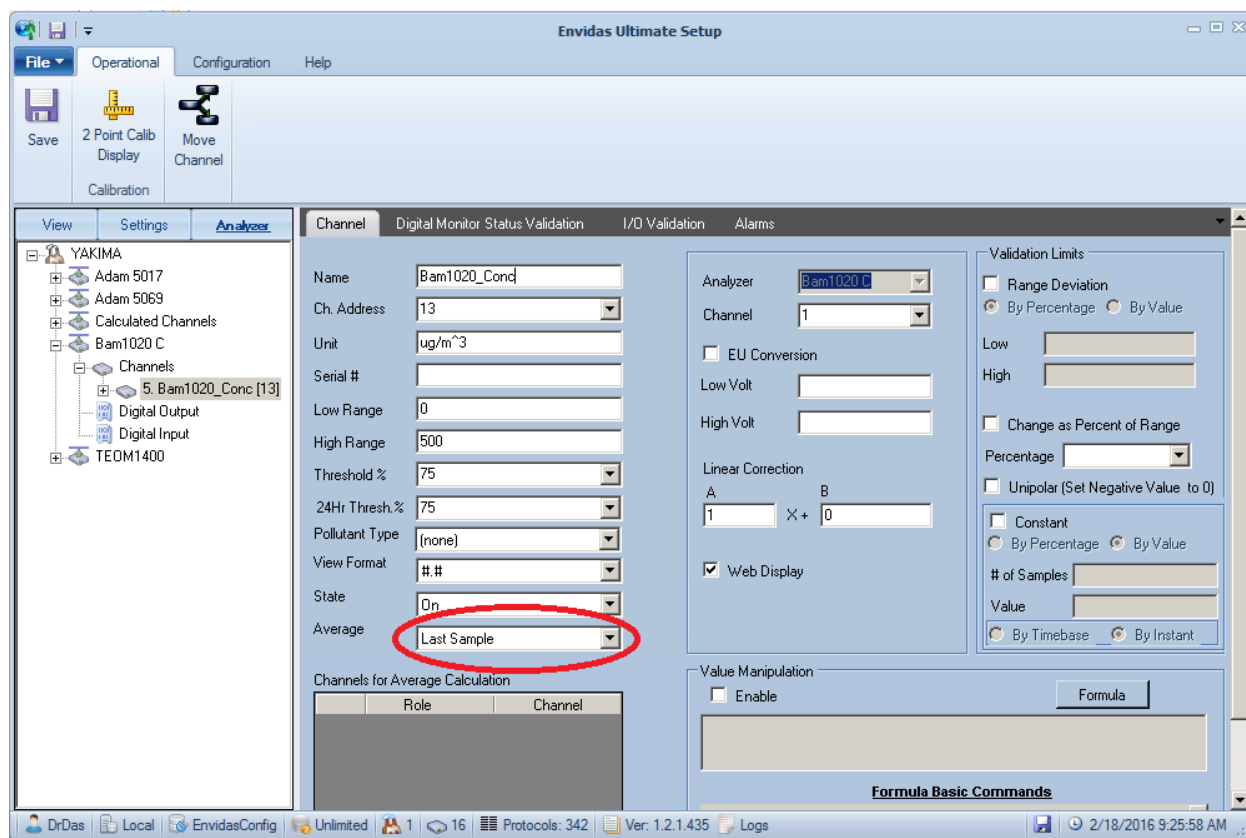 Envidas Ultimate Setup
File Operational Configuration Help
Save
2 Point Calib Display
Move Channel
Calibration
View Settings Analyzer
YAKIMA
Adam 5017
Adam 5069
Calculated Channels
Bam1020 C
Channels
5. Bam1020_Conc [13]
Digital Output
Digital Input
TEOM1400
Channel Digital Monitor Status Validation I/O Validation Alarms
Name Bam1020_Conc
Ch. Address 13
Unit ug/m^3
Serial #
Low Range 0
High Range 500
Threshold % 75
24Hr Thresh.% 75
Pollutant Type (none)
View Format #.#
State On
Average Last Sample
Channels for Average Calculation
Role Channel
Analyzer Bam1020 C
Channel 1
EU Conversion
Low Volt
High Volt
Linear Correction
A B
1 X + 0
Web Display
Validation Limits
Range Deviation
By Percentage By Value
Low
High
Change as Percent of Range
Percentage
Unipolar (Set Negative Value to 0)
Constant
By Percentage By Value
# of Samples
Value
By Timebase By Instant
Value Manipulation
Enable Formula
Formula Basic Commands
DrDas Local EnvidasConfig Unlimited 1 16 Protocols: 342 Ver: 1.2.1.435 Logs 2/18/2016 9:25:58 AM